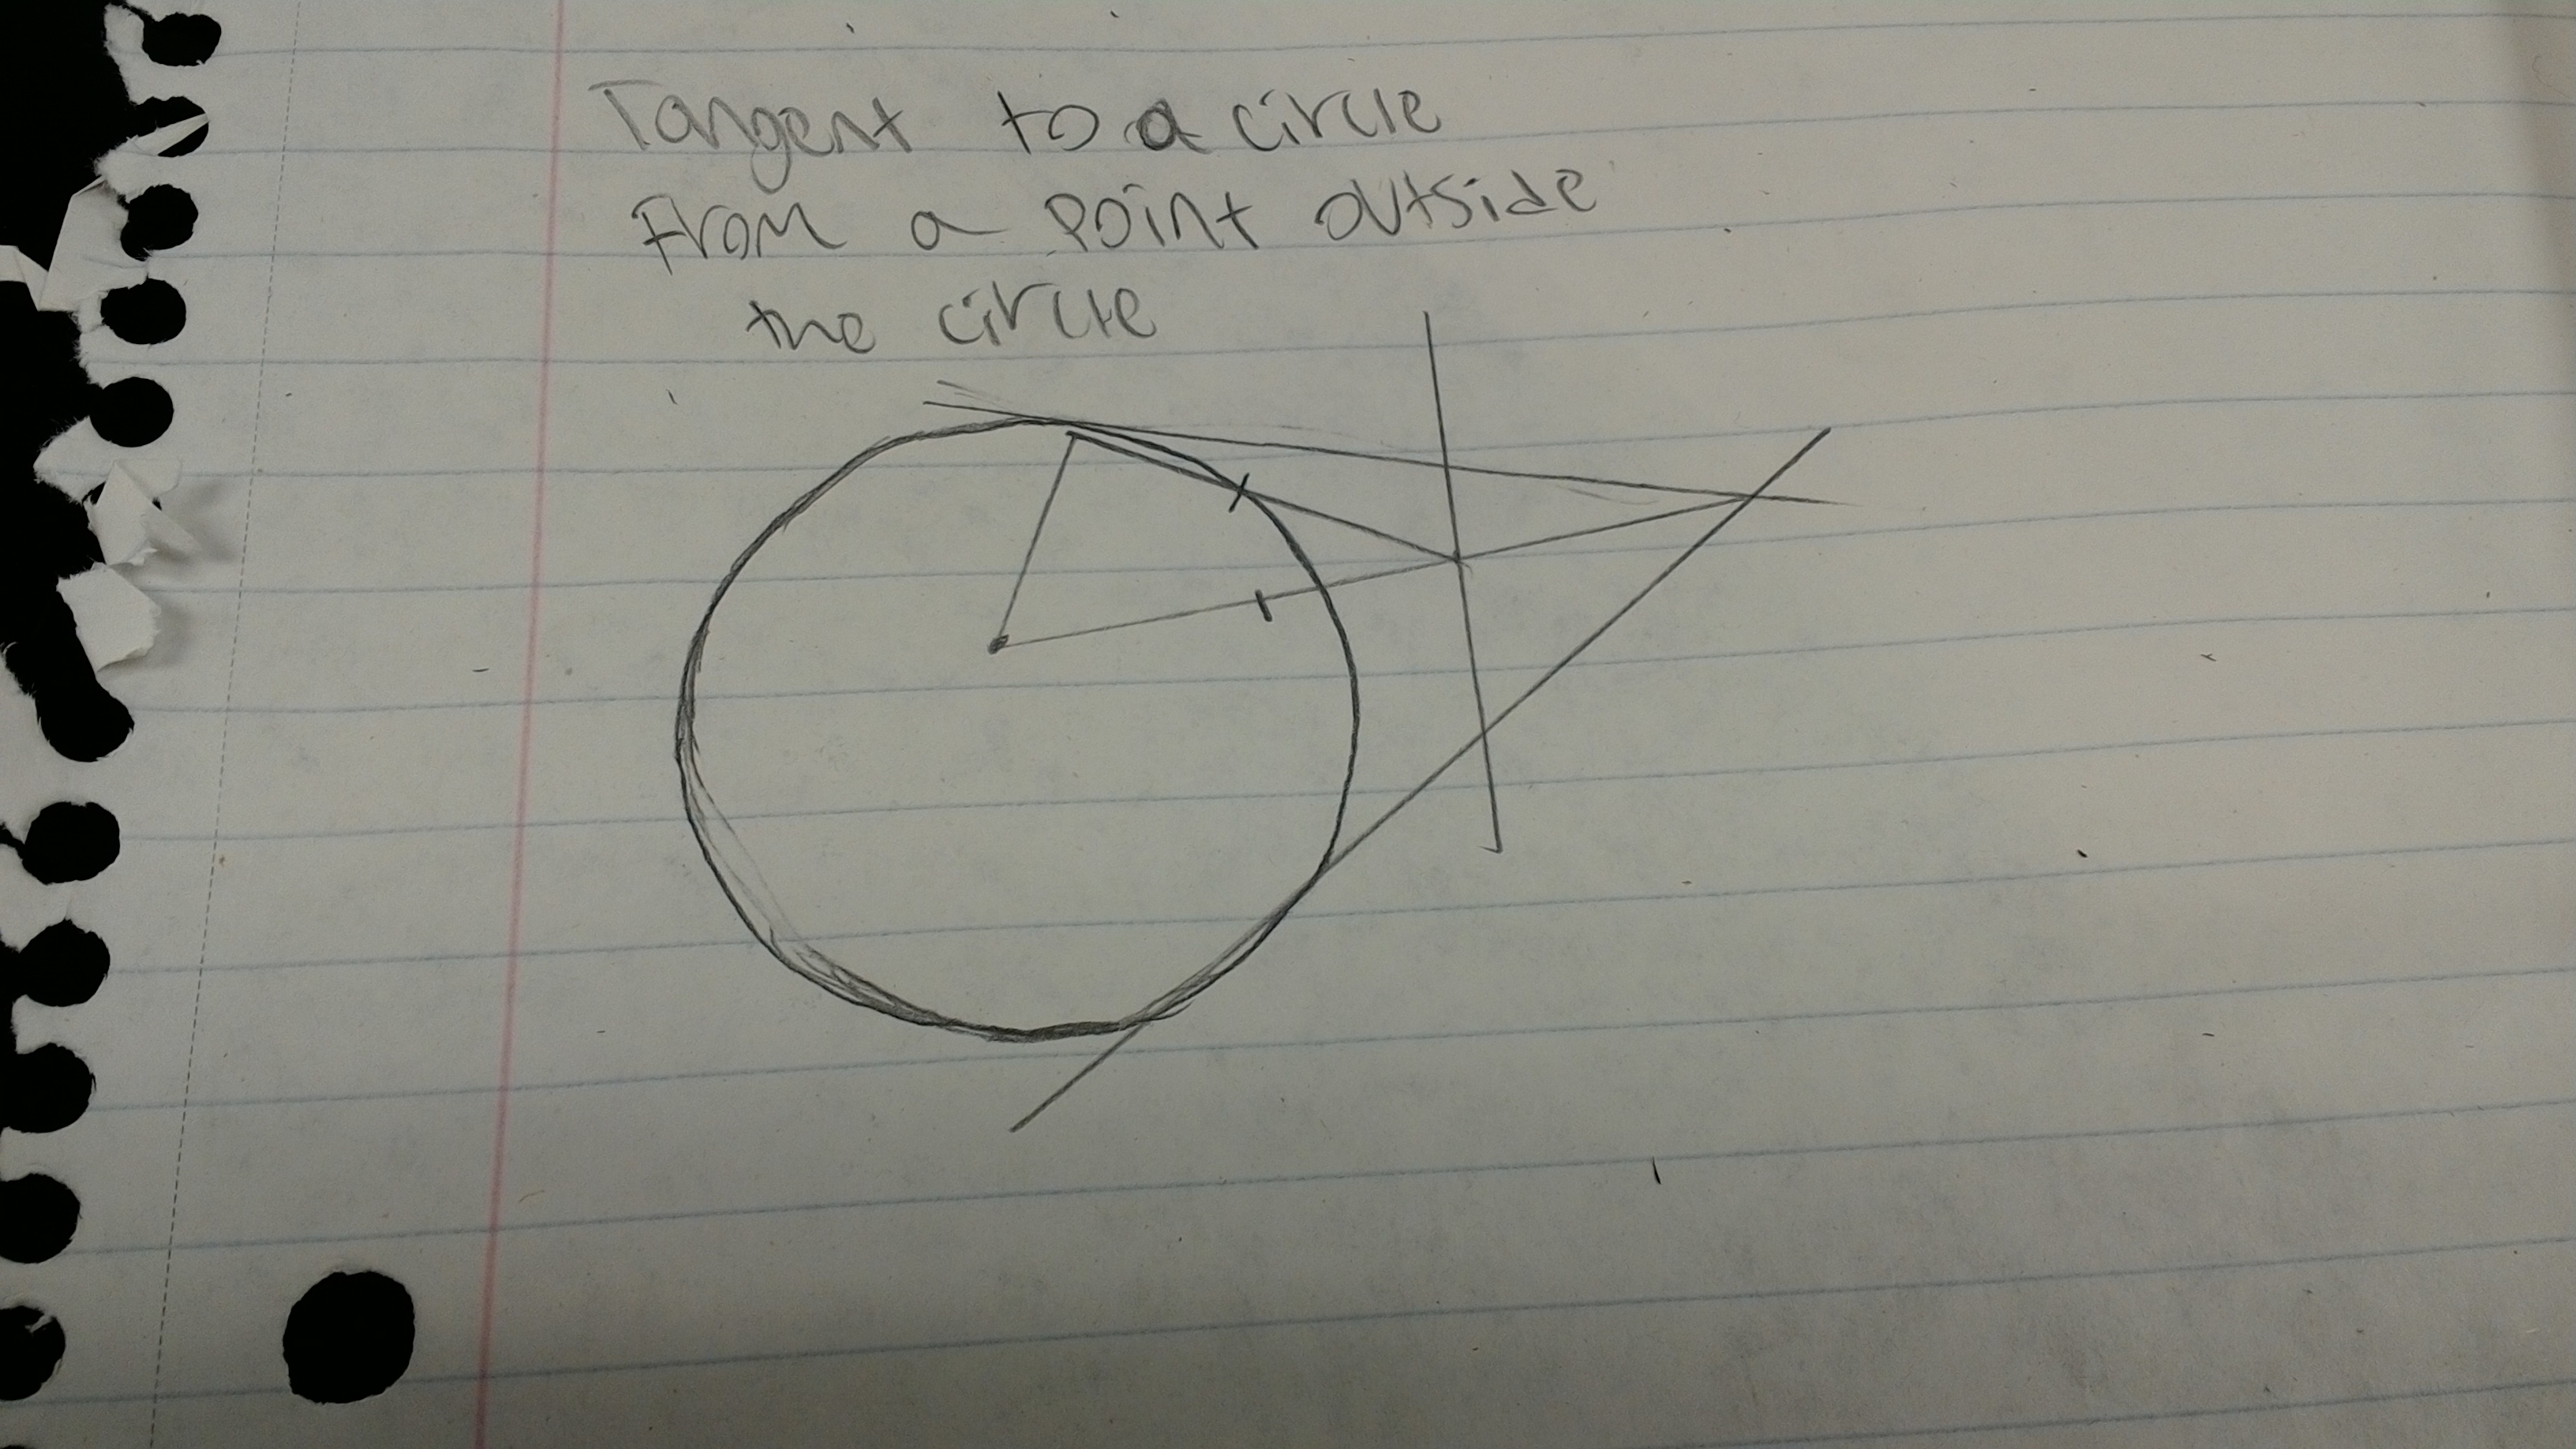 Tangent to a circle
From a point outside
the circle